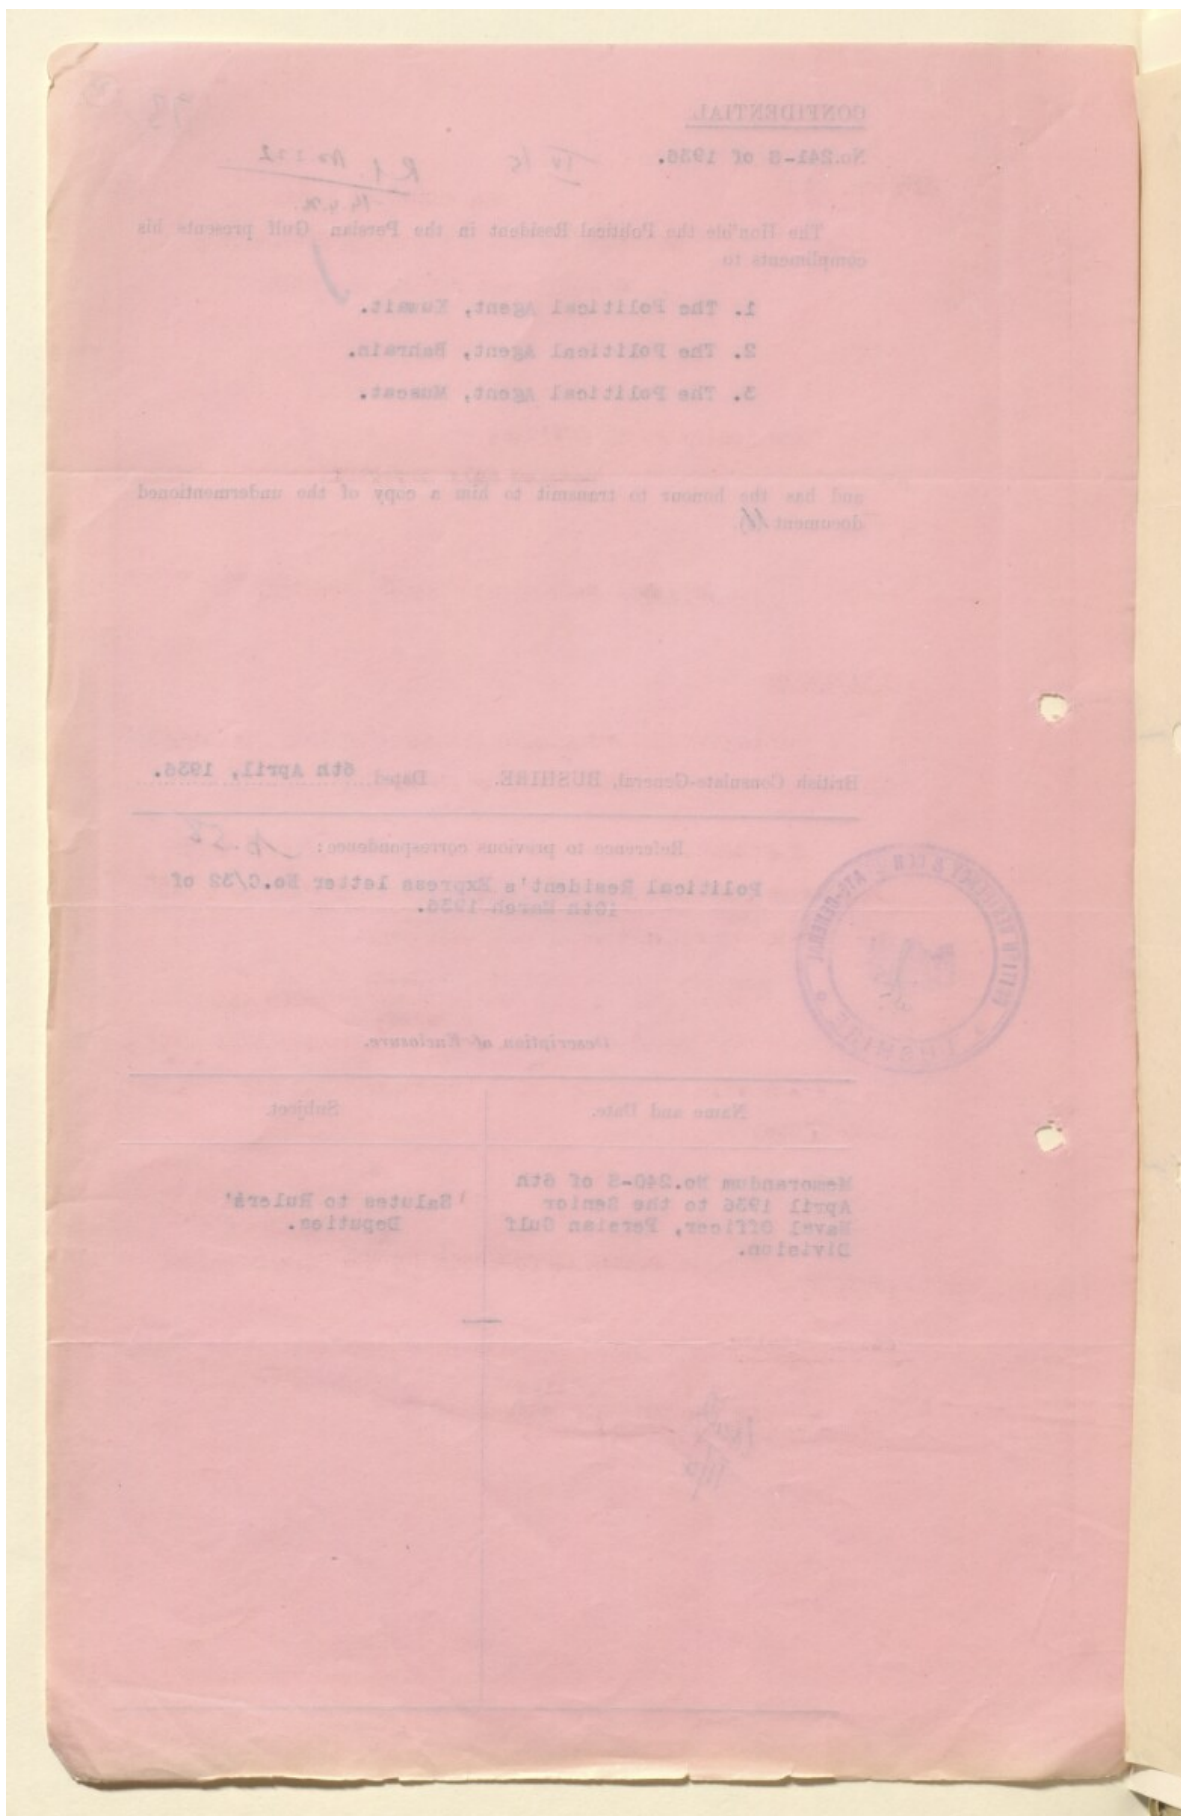 CONFIDENTIAL
No.241-S of 1936.
The Hon'ble the Political Resident in the Persian Gulf presents his
compliments to
1. The Political Agent, Kuwait.
2. The Political Agent, Bahrain.
3. The Political Agent, Muscat.
and has the honour to transmit to him a copy of the undermentioned
document
British Consulate-General, BUSHIRE. Dated 6th April, 1936.
Reference to previous correspondence:
Political Resident's Express letter No.C/32 of
10th March 1936.
Description of Enclosure.
Name and Date. Subject.
Memorandum No.240-S of 6th
April 1936 to the Senior
Naval Officer, Persian Gulf
Division.
Salutes to Rulers'
Deputies.